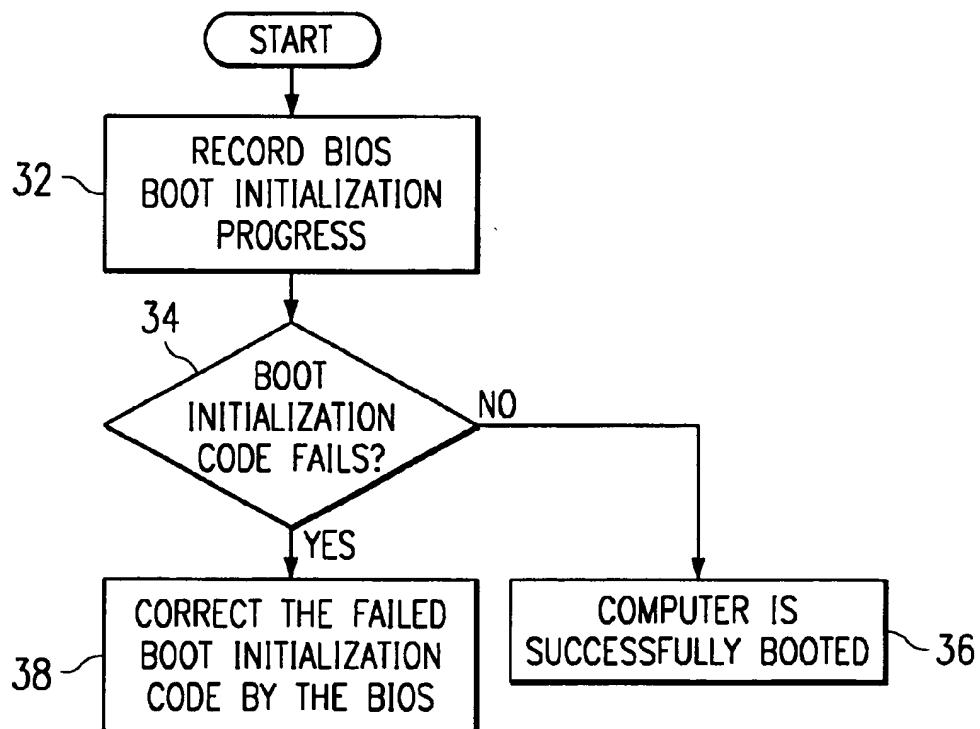 START
32
RECORD BIOS
BOOT INITIALIZATION
PROGRESS
34
BOOT
INITIALIZATION
CODE FAILS?
NO
YES
38
CORRECT THE FAILED
BOOT INITIALIZATION
CODE BY THE BIOS
COMPUTER IS
SUCCESSFULLY BOOTED
36